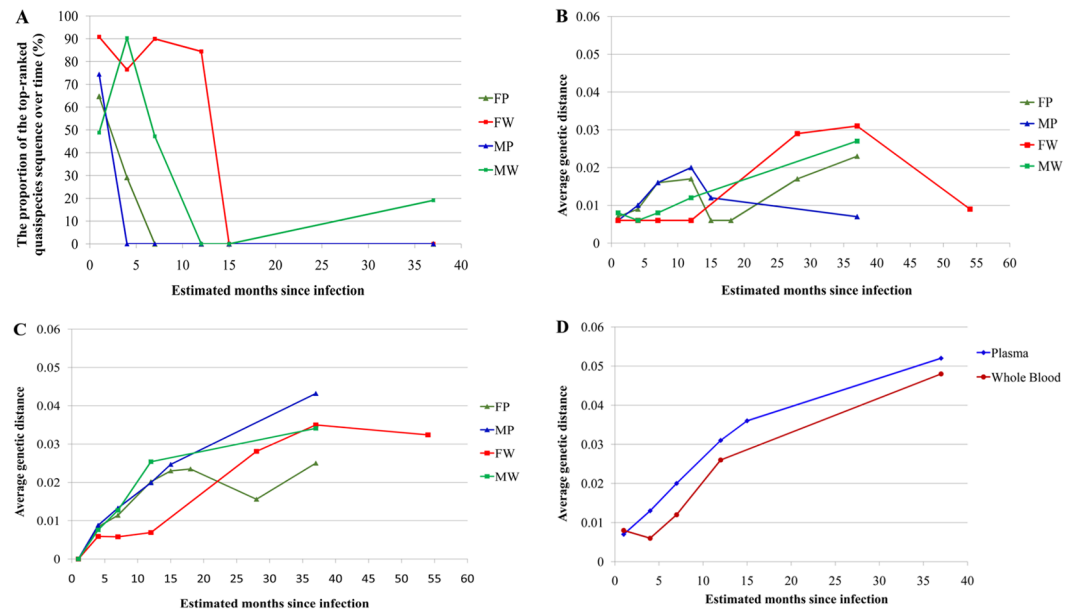 A
The proportion of the top-ranked
quasispecies sequence over time (%)
100
90
80
70
60
50
40
30
20
10
0
0 5 10 15 20 25 30 35 40
Estimated months since infection
FP
FW
MP
MW
B
Average genetic distance
0.06
0.05
0.04
0.03
0.02
0.01
0
0 5 10 15 20 25 30 35 40 45 50 55 60
Estimated months since infection
FP
MP
FW
MW
C
Average genetic distance
0.06
0.05
0.04
0.03
0.02
0.01
0
0 5 10 15 20 25 30 35 40 45 50 55 60
Estimated months since infection
FP
MP
FW
MW
D
Average genetic distance
0.06
0.05
0.04
0.03
0.02
0.01
0
0 5 10 15 20 25 30 35 40
Estimated months since infection
Plasma
Whole Blood